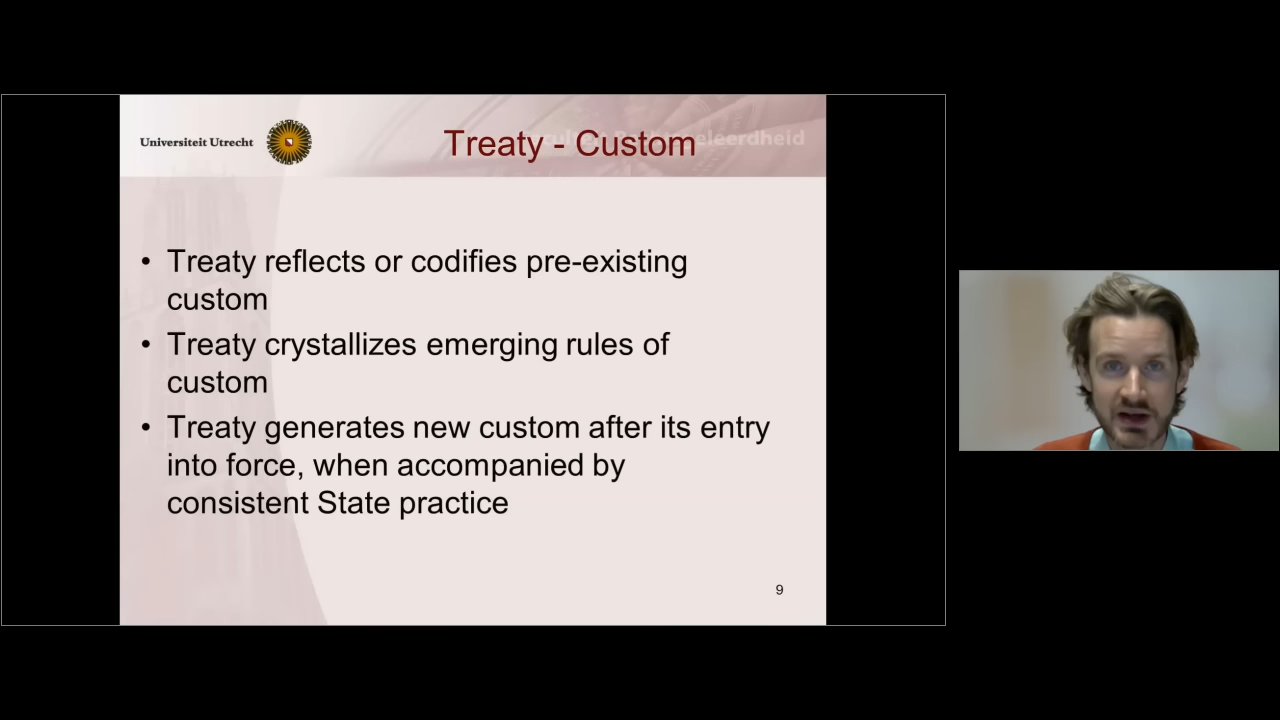 Universiteit Utrecht
Treaty - Custom
• Treaty reflects or codifies pre-existing
custom
• Treaty crystallizes emerging rules of
custom
• Treaty generates new custom after its entry
into force, when accompanied by
consistent State practice
9